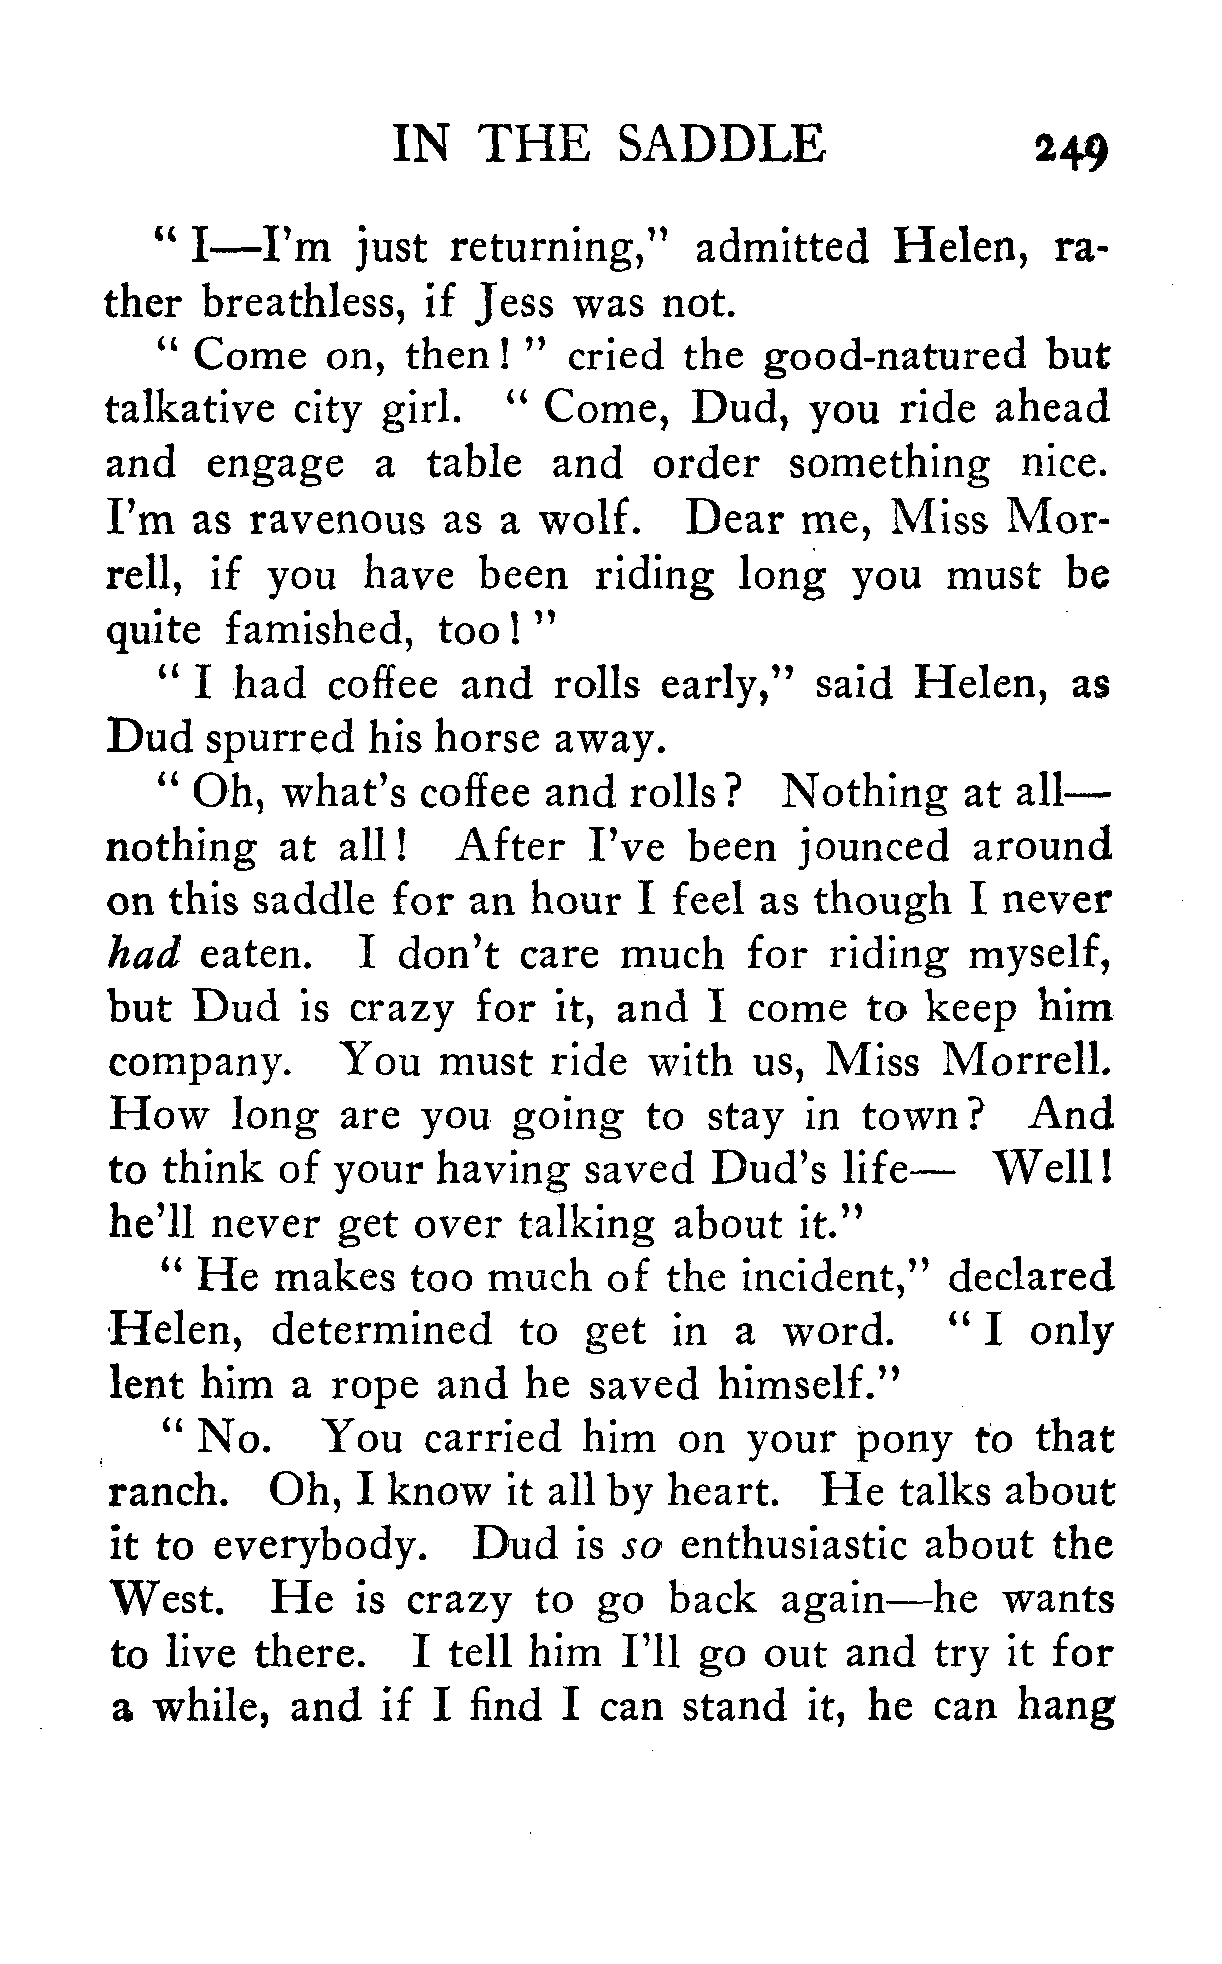 IN THE SADDLE 249
" I—I'm just returning," admitted Helen, ra-
ther breathless, if Jess was not.
" Come on, then! " cried the good-natured but
talkative city girl. " Come, Dud, you ride ahead
and engage a table and order something nice.
I'm as ravenous as a wolf. Dear me, Miss Mor-
rell, if you have been riding long you must be
quite famished, too! "
" I had coffee and rolls early," said Helen, as
Dud spurred his horse away.
" Oh, what's coffee and rolls? Nothing at all—
nothing at all! After I've been jounced around
on this saddle for an hour I feel as though I never
had eaten. I don't care much for riding myself,
but Dud is crazy for it, and I come to keep him
company. You must ride with us, Miss Morrell.
How long are you going to stay in town? And
to think of your having saved Dud's life— Well!
he'll never get over talking about it."
" He makes too much of the incident," declared
Helen, determined to get in a word. " I only
lent him a rope and he saved himself."
" No. You carried him on your pony to that
ranch. Oh, I know it all by heart. He talks about
it to everybody. Dud is so enthusiastic about the
West. He is crazy to go back again—he wants
to live there. I tell him I'll go out and try it for
a while, and if I find I can stand it, he can hang